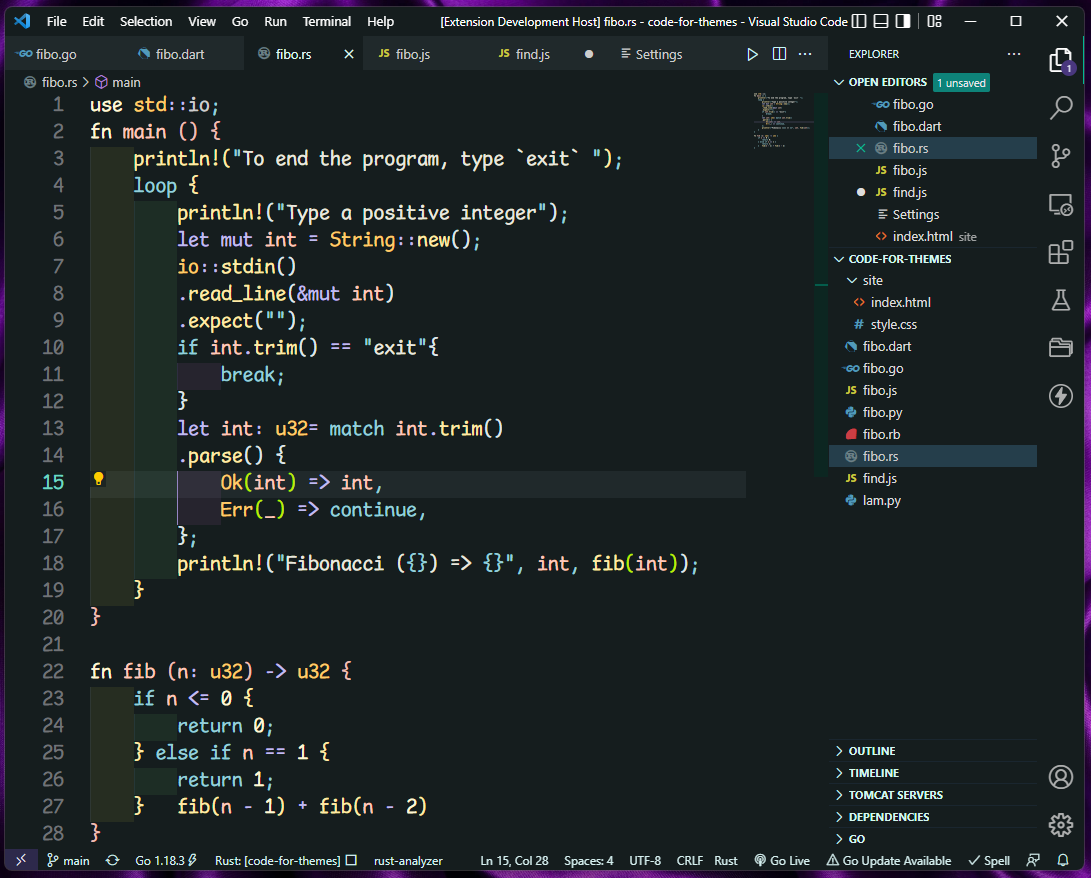 File Edit Selection View Go Run Terminal Help [Extension Development Host] fibo.rs - code-for-themes - Visual Studio Code
GO fibo.go fibo.dart fibo.rs JS fibo.js JS find.js Settings
fibo.rs > main
1 use std::io;
2 fn main () {
3 println!("To end the program, type `exit` ");
4 loop {
5 println!("Type a positive integer");
6 let mut int = String::new();
7 io::stdin()
8 .read_line(&mut int)
9 .expect("");
10 if int.trim() == "exit"{
11 break;
12 }
13 let int: u32= match int.trim()
14 .parse() {
15 Ok(int) => int,
16 Err(_) => continue,
17 };
18 println!("Fibonacci ({}) => {}", int, fib(int));
19 }
20 }
21
22 fn fib (n: u32) -> u32 {
23 if n <= 0 {
24 return 0;
25 } else if n == 1 {
26 return 1;
27 } fib(n - 1) + fib(n - 2)
28 }
EXPLORER
OPEN EDITORS 1 unsaved
GO fibo.go
fibo.dart
fibo.rs
JS fibo.js
JS find.js
Settings
index.html site
CODE-FOR-THEMES
site
index.html
# style.css
fibo.dart
GO fibo.go
JS fibo.js
fibo.py
fibo.rb
fibo.rs
JS find.js
lam.py
OUTLINE
TIMELINE
TOMCAT SERVERS
DEPENDENCIES
GO
1
main Go 1.18.3 Rust: [code-for-themes] rust-analyzer Ln 15, Col 28 Spaces: 4 UTF-8 CRLF Rust Go Live Go Update Available Spell